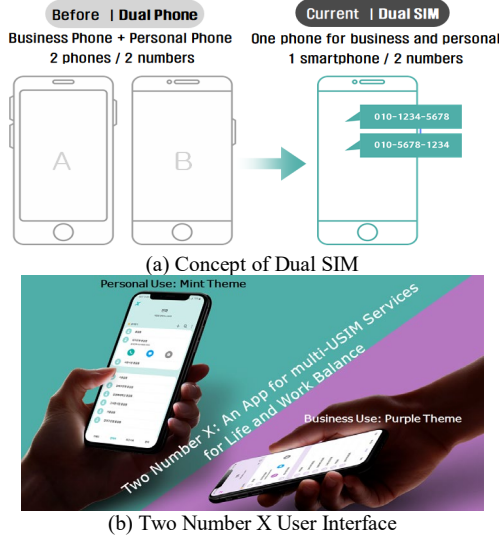 Before | Dual Phone
Business Phone + Personal Phone
2 phones / 2 numbers
A
B
Current | Dual SIM
One phone for business and personal
1 smartphone / 2 numbers
010-1234-5678
010-5678-1234
(a) Concept of Dual SIM
Personal Use: Mint Theme
Two Number X: An App for multi-USIM Services
for Life and Work Balance
Business Use: Purple Theme
(b) Two Number X User Interface